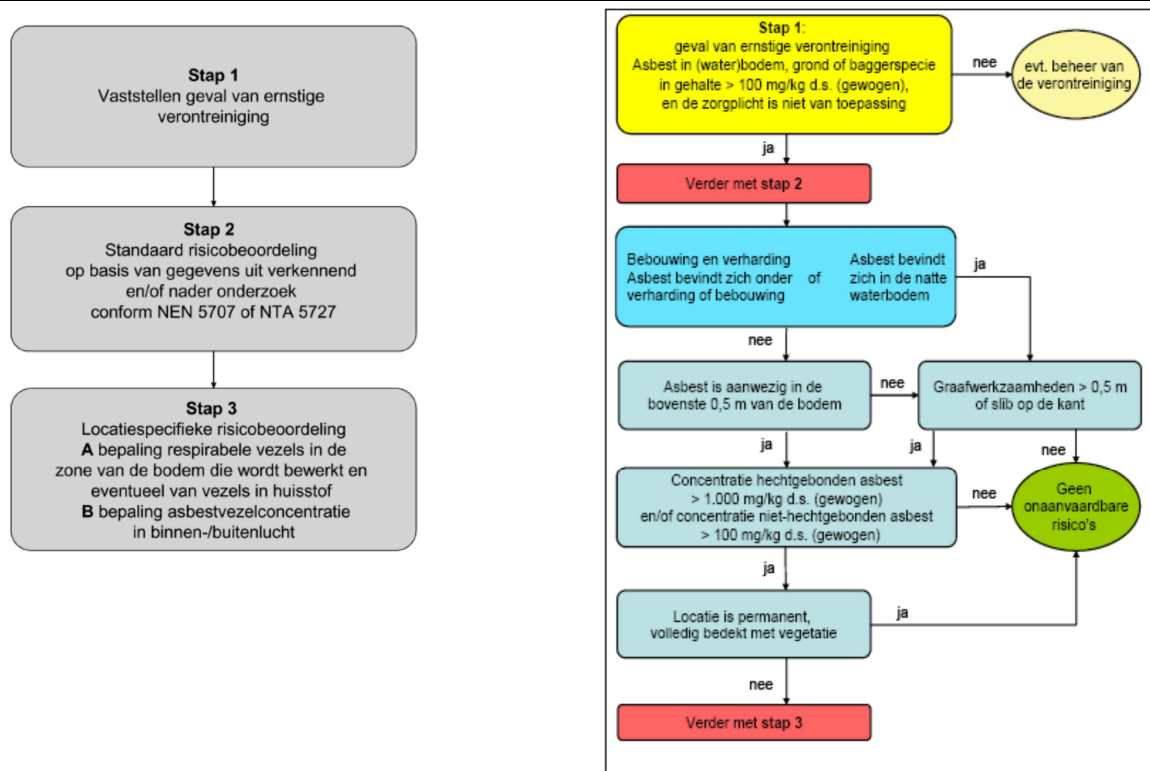 Stap 1
Vaststellen geval van ernstige
verontreiniging
Stap 2
Standaard risicobeoordeling
op basis van gegevens uit verkennend
en/of nader onderzoek
conform NEN 5707 of NTA 5727
Stap 3
Locatiespecifieke risicobeoordeling
A bepaling respirabele vezels in de
zone van de bodem die wordt bewerkt en
eventueel van vezels in huisstof
B bepaling asbestvezelconcentratie
in binnen-/buitenlucht
Stap 1:
geval van ernstige verontreiniging
Asbest in (water)bodem, grond of baggerspecie
in gehalte > 100 mg/kg d.s. (gewogen),
en de zorgplicht is niet van toepassing
nee
evt. beheer van
de verontreiniging
ja
Verder met stap 2
Bebouwing en verharding
Asbest bevindt zich onder
verharding of bebouwing
of
Asbest bevindt
zich in de natte
waterbodem
ja
nee
Asbest is aanwezig in de
bovenste 0,5 m van de bodem
nee
Graafwerkzaamheden > 0,5 m
of slib op de kant
ja
ja
nee
Concentratie hechtgebonden asbest
> 1.000 mg/kg d.s. (gewogen)
en/of concentratie niet-hechtgebonden asbest
> 100 mg/kg d.s. (gewogen)
nee
Geen
onaanvaardbare
risico's
ja
Locatie is permanent,
volledig bedekt met vegetatie
ja
nee
Verder met stap 3